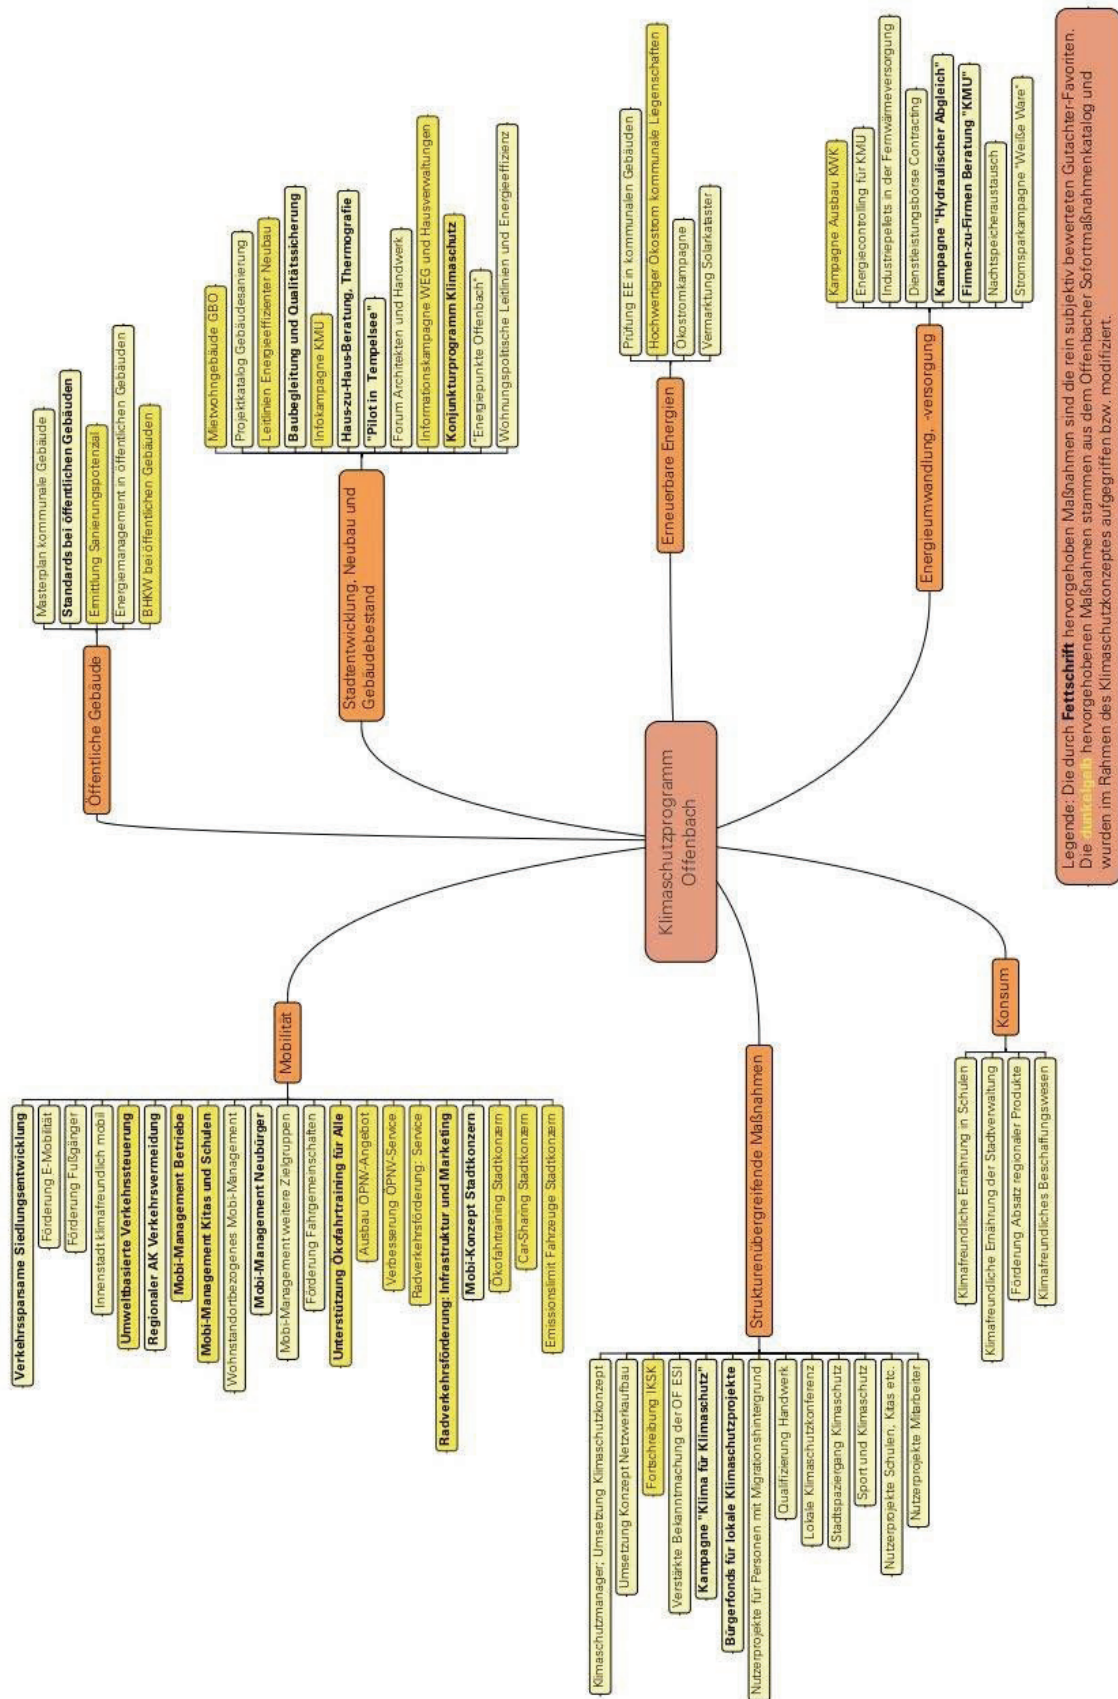 Klimaschutzprogramm
Offenbach
Mobilität
Verkehrssparsame Siedlungsentwicklung
Förderung E-Mobilität
Förderung Fußgänger
Innenstadt klimafreundlich mobil
Umweltbasierte Verkehrssteuerung
Regionaler AK Verkehrsvermeidung
Mobi-Management Betriebe
Mobi-Management Kitas und Schulen
Wohnstandortbezogenes Mobi-Management
Mobi-Management Neubürger
Mobi-Management weitere Zielgruppen
Förderung Fahrgemeinschaften
Unterstützung Ökofahrtraining für Alle
Ausbau ÖPNV-Angebot
Verbesserung ÖPNV-Service
Radverkehrsförderung: Service
Radverkehrsförderung: Infrastruktur und Marketing
Mobi-Konzept Stadtkonzern
Ökofahrtraining Stadtkonzern
Car-Sharing Stadtkonzern
Emissionslimit Fahrzeuge Stadtkonzern
Strukturenübergreifende Maßnahmen
Klimaschutzmanager; Umsetzung Klimaschutzkonzept
Umsetzung Konzept Netzwerkaufbau
Fortschreibung IKSK
Verstärkte Bekanntmachung der OF ESI
Kampagne "Klima für Klimaschutz"
Bürgerfonds für lokale Klimaschutzprojekte
Nutzerprojekte für Personen mit Migrationshintergrund
Qualifizierung Handwerk
Lokale Klimaschutzkonferenz
Stadtspaziergang Klimaschutz
Sport und Klimaschutz
Nutzerprojekte Schulen, Kitas etc.
Nutzerprojekte Mitarbeiter
Konsum
Klimafreundliche Ernährung in Schulen
Klimafreundliche Ernährung der Stadtverwaltung
Förderung Absatz regionaler Produkte
Klimafreundliches Beschaffungswesen
Öffentliche Gebäude
Masterplan kommunale Gebäude
Standards bei öffentlichen Gebäuden
Ermittlung Sanierungspotenzial
Energiemanagement in öffentlichen Gebäuden
BHKW bei öffentlichen Gebäuden
Stadtentwicklung, Neubau und
Gebäudebestand
Mietwohngebäude GBO
Projektkatalog Gebäudesanierung
Leitlinien Energieeffizienter Neubau
Baubegleitung und Qualitätssicherung
Infokampagne KMU
Haus-zu-Haus-Beratung, Thermografie
"Pilot in Tempelsee"
Forum Architekten und Handwerk
Informationskampagne WEG und Hausverwaltungen
Konjunkturprogramm Klimaschutz
"Energiepunkte Offenbach"
Wohnungspolitische Leitlinien und Energieeffizienz
Erneuerbare Energien
Prüfung EE in kommunalen Gebäuden
Hochwertiger Ökostrom kommunale Liegenschaften
Ökostromkampagne
Vermarktung Solarkataster
Energieumwandlung, -versorgung
Kampagne Ausbau KWK
Energiecontrolling für KMU
Industriepellets in der Fernwärmeversorgung
Dienstleistungsbörse Contracting
Kampagne "Hydraulischer Abgleich"
Firmen-zu-Firmen Beratung "KMU"
Nachtspeicheraustausch
Stromsparkampagne "Weiße Ware"
Legende: Die durch Fettschrift hervorgehoben Maßnahmen sind die rein subjektiv bewerteten Gutachter-Favoriten.
Die dunkelgelb hervorgehobenen Maßnahmen stammen aus dem Offenbacher Sofortmaßnahmenkatalog und
wurden im Rahmen des Klimaschutzkonzeptes aufgegriffen bzw. modifiziert.